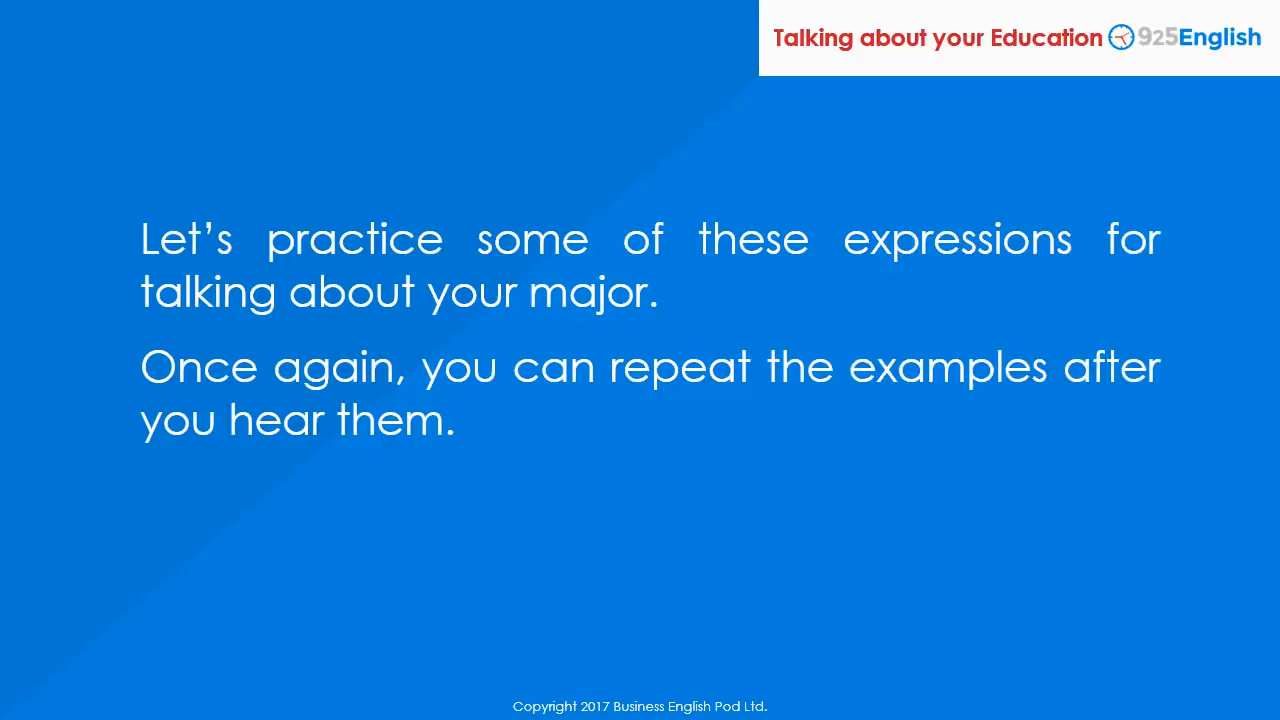 Talking about your Education 925English
Let's practice some of these expressions for
talking about your major.
Once again, you can repeat the examples after
you hear them.
Copyright 2017 Business English Pod Ltd.